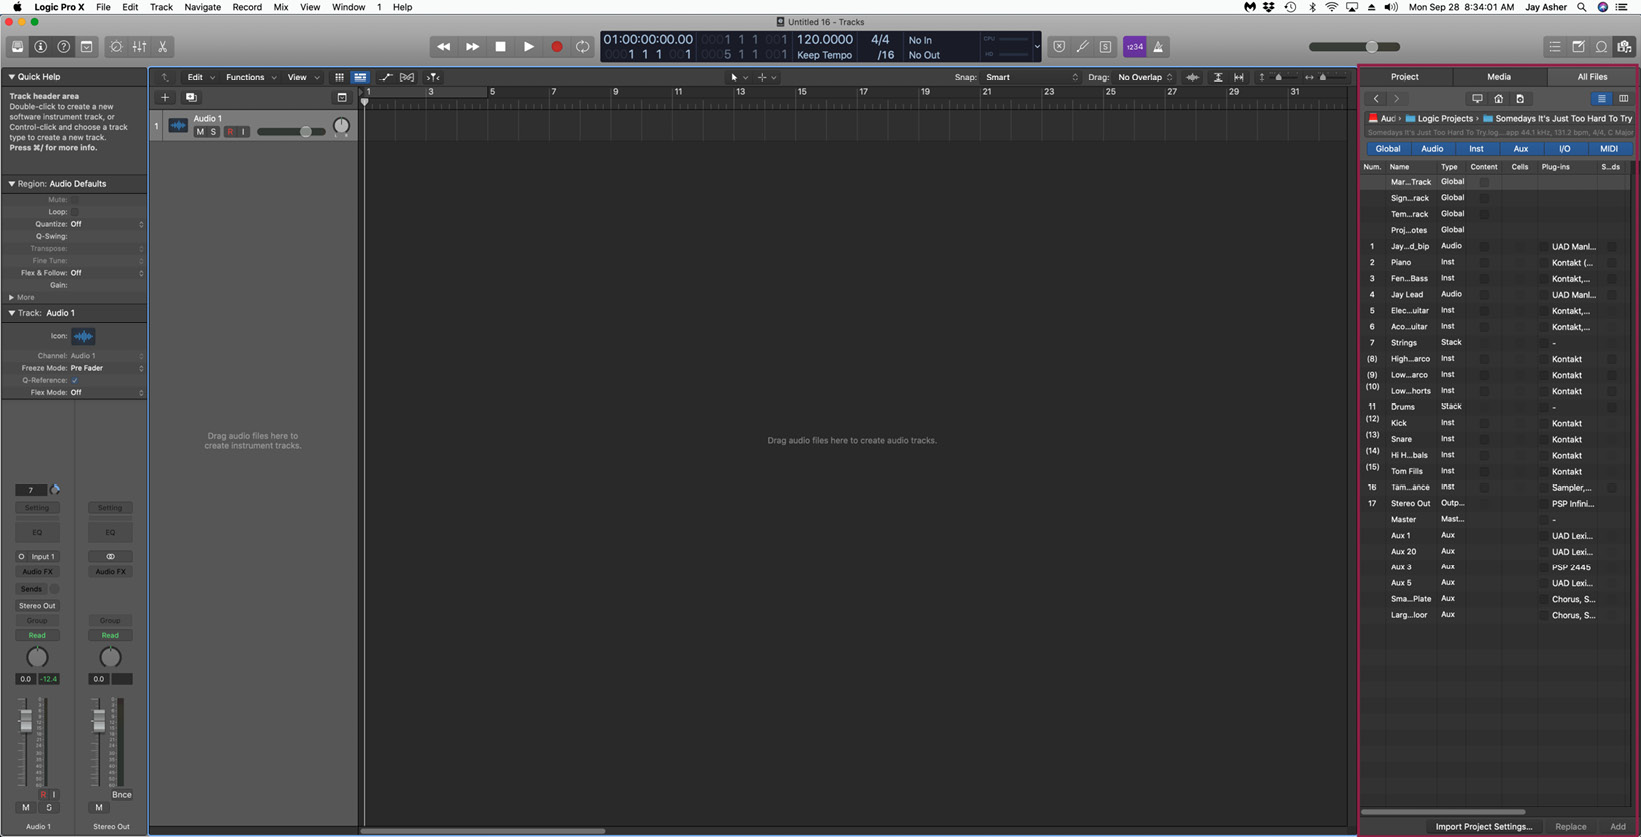 Logic Pro X File Edit Track Navigate Record Mix View Window 1 Help
Mon Sep 28 8:34:01 AM Jay Asher
Untitled 16 - Tracks
01:00:00:00.00 0001 1 1 001 120.0000 4/4 No In CPU
1 1 1 001 0005 1 1 001 Keep Tempo /16 No Out HD
1234
Quick Help
Track header area
Double-click to create a new
software instrument track, or
Control-click and choose a track
type to create a new track.
Press ⌘/ for more info.
Region: Audio Defaults
Mute:
Loop:
Quantize: Off
Q-Swing:
Transpose:
Fine Tune:
Flex & Follow: Off
Gain:
More
Track: Audio 1
Icon:
Channel: Audio 1
Freeze Mode: Pre Fader
Q-Reference:
Flex Mode: Off
7
Setting Setting
EQ EQ
Input 1
Audio FX Audio FX
Sends
Stereo Out
Group Group
Read Read
0.0 -12.4 0.0
R I Bnce
M S M
Audio 1 Stereo Out
Edit Functions View
Snap: Smart Drag: No Overlap
1 3 5 7 9 11 13 15 17 19 21 23 25 27 29 31
1 Audio 1
M S R I
Drag audio files here to
create instrument tracks.
Drag audio files here to create audio tracks.
Project Media All Files
Aud Logic Projects Somedays It's Just Too Hard To Try
Somedays It's Just Too Hard To Try.log...app 44.1 kHz, 131.2 bpm, 4/4, C Major
Global Audio Inst Aux I/O MIDI
Num. Name Type Content Cells Plug-ins S...ds
Mar...Track Global
Sign...rack Global
Tem...rack Global
Proj...otes Global
1 Jay...d_bip Audio UAD Manl...
2 Piano Inst Kontakt (...
3 Fen...Bass Inst Kontakt,...
4 Jay Lead Audio UAD Manl...
5 Elec...uitar Inst Kontakt,...
6 Aco...uitar Inst Kontakt,...
7 Strings Stack -
(8) High...arco Inst Kontakt
(9) Low...arco Inst Kontakt
(10) Low...horts Inst Kontakt
11 Drums Stack -
(12) Kick Inst Kontakt
(13) Snare Inst Kontakt
(14) Hi H...bals Inst Kontakt
(15) Tom Fills Inst Kontakt
16 Tam...ance Inst Sampler,...
17 Stereo Out Outp... PSP Infini...
Master Mast... -
Aux 1 Aux UAD Lexi...
Aux 20 Aux UAD Lexi...
Aux 3 Aux PSP 2445
Aux 5 Aux UAD Lexi...
Sma...Plate Aux Chorus, S...
Larg...loor Aux Chorus, S...
Import Project Settings... Replace Add